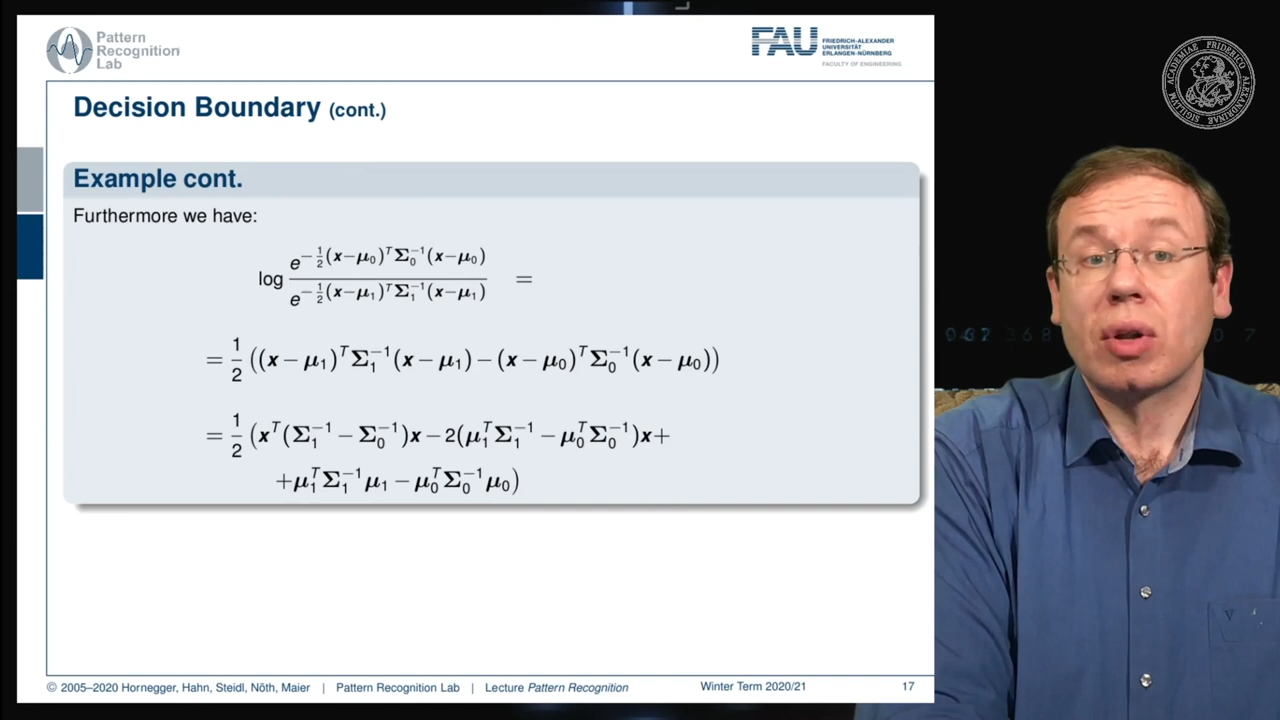 Pattern
Recognition
Lab
FAU
FRIEDRICH-ALEXANDER
UNIVERSITÄT
ERLANGEN-NÜRNBERG
FACULTY OF ENGINEERING
Decision Boundary (cont.)
Example cont.
Furthermore we have:
log e^{−½(x−μ₀)ᵀΣ₀⁻¹(x−μ₀)} / e^{−½(x−μ₁)ᵀΣ₁⁻¹(x−μ₁)} =
= ½ ((x − μ₁)ᵀΣ₁⁻¹(x − μ₁) − (x − μ₀)ᵀΣ₀⁻¹(x − μ₀))
= ½ (xᵀ(Σ₁⁻¹ − Σ₀⁻¹)x − 2(μ₁ᵀΣ₁⁻¹ − μ₀ᵀΣ₀⁻¹)x+
+μ₁ᵀΣ₁⁻¹μ₁ − μ₀ᵀΣ₀⁻¹μ₀)
© 2005–2020 Hornegger, Hahn, Steidl, Nöth, Maier | Pattern Recognition Lab | Lecture Pattern Recognition Winter Term 2020/21 17